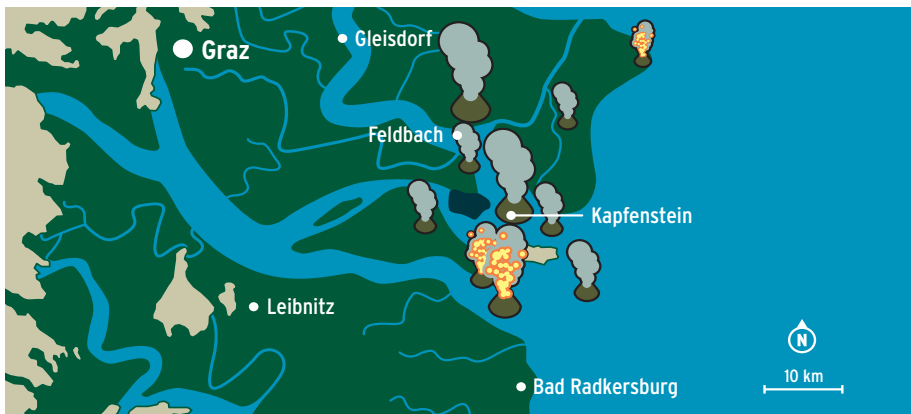 Gleisdorf
Graz
Feldbach
Kapfenstein
Leibnitz
N
10 km
Bad Radkersburg